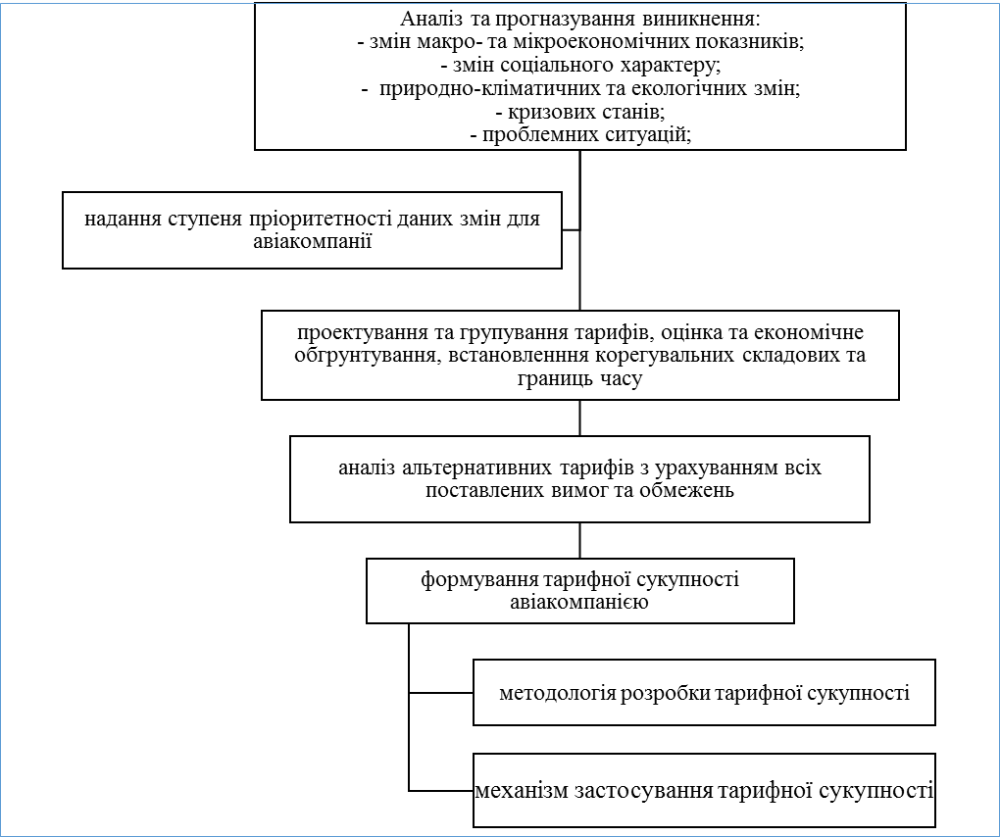 Аналіз та прогназування виникнення:
- змін макро- та мікроекономічних показників;
- змін соціального характеру;
- природно-кліматичних та екологічних змін;
- кризових станів;
- проблемних ситуацій;
надання ступеня пріоритетності даних змін для
авіакомпанії
проектування та групування тарифів, оцінка та економічне
обгрунтування, встановленння корегувальних складових та
границь часу
аналіз альтернативних тарифів з урахуванням всіх
поставлених вимог та обмежень
формування тарифної сукупності
авіакомпанією
методологія розробки тарифної сукупності
механізм застосування тарифної сукупності